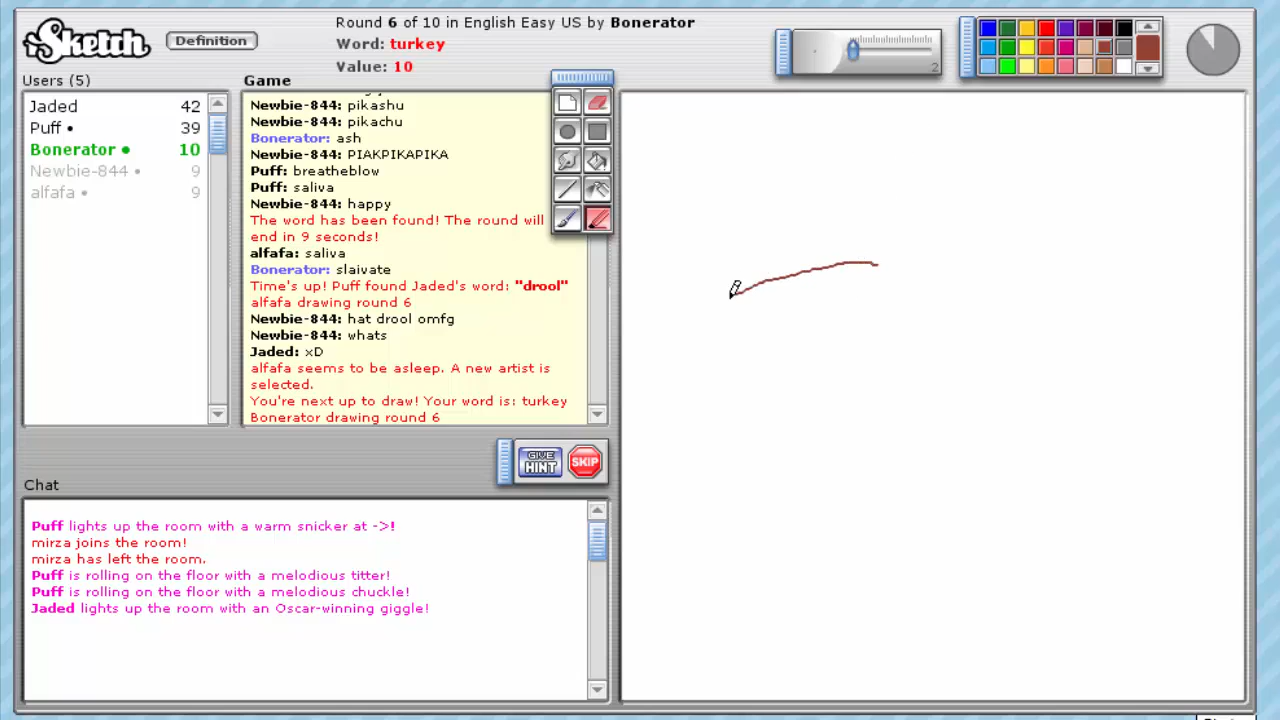 iSketch
Definition
Round 6 of 10 in English Easy US by Bonerator
Word: turkey
Value: 10
2
Users (5)
Jaded 42
Puff • 39
Bonerator • 10
Newbie-844 • 9
alfafa • 9
Game
Newbie-844: pikashu
Newbie-844: pikachu
Bonerator: ash
Newbie-844: PIAKPIKAPIKA
Puff: breatheblow
Puff: saliva
Newbie-844: happy
The word has been found! The round will
end in 9 seconds!
alfafa: saliva
Bonerator: slaivate
Time's up! Puff found Jaded's word: "drool"
alfafa drawing round 6
Newbie-844: hat drool omfg
Newbie-844: whats
Jaded: xD
alfafa seems to be asleep. A new artist is
selected.
You're next up to draw! Your word is: turkey
Bonerator drawing round 6
GIVE
HINT
SKIP
Chat
Puff lights up the room with a warm snicker at ->!
mirza joins the room!
mirza has left the room.
Puff is rolling on the floor with a melodious titter!
Puff is rolling on the floor with a melodious chuckle!
Jaded lights up the room with an Oscar-winning giggle!